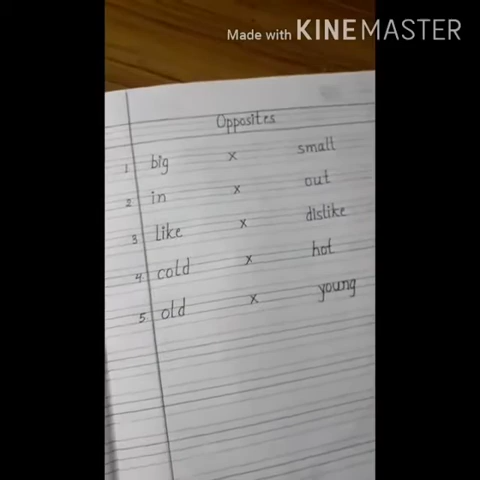 Made with KINEMASTER
Opposites
1 big x small
2 in x out
3 like x dislike
4. cold x hot
5 old x young